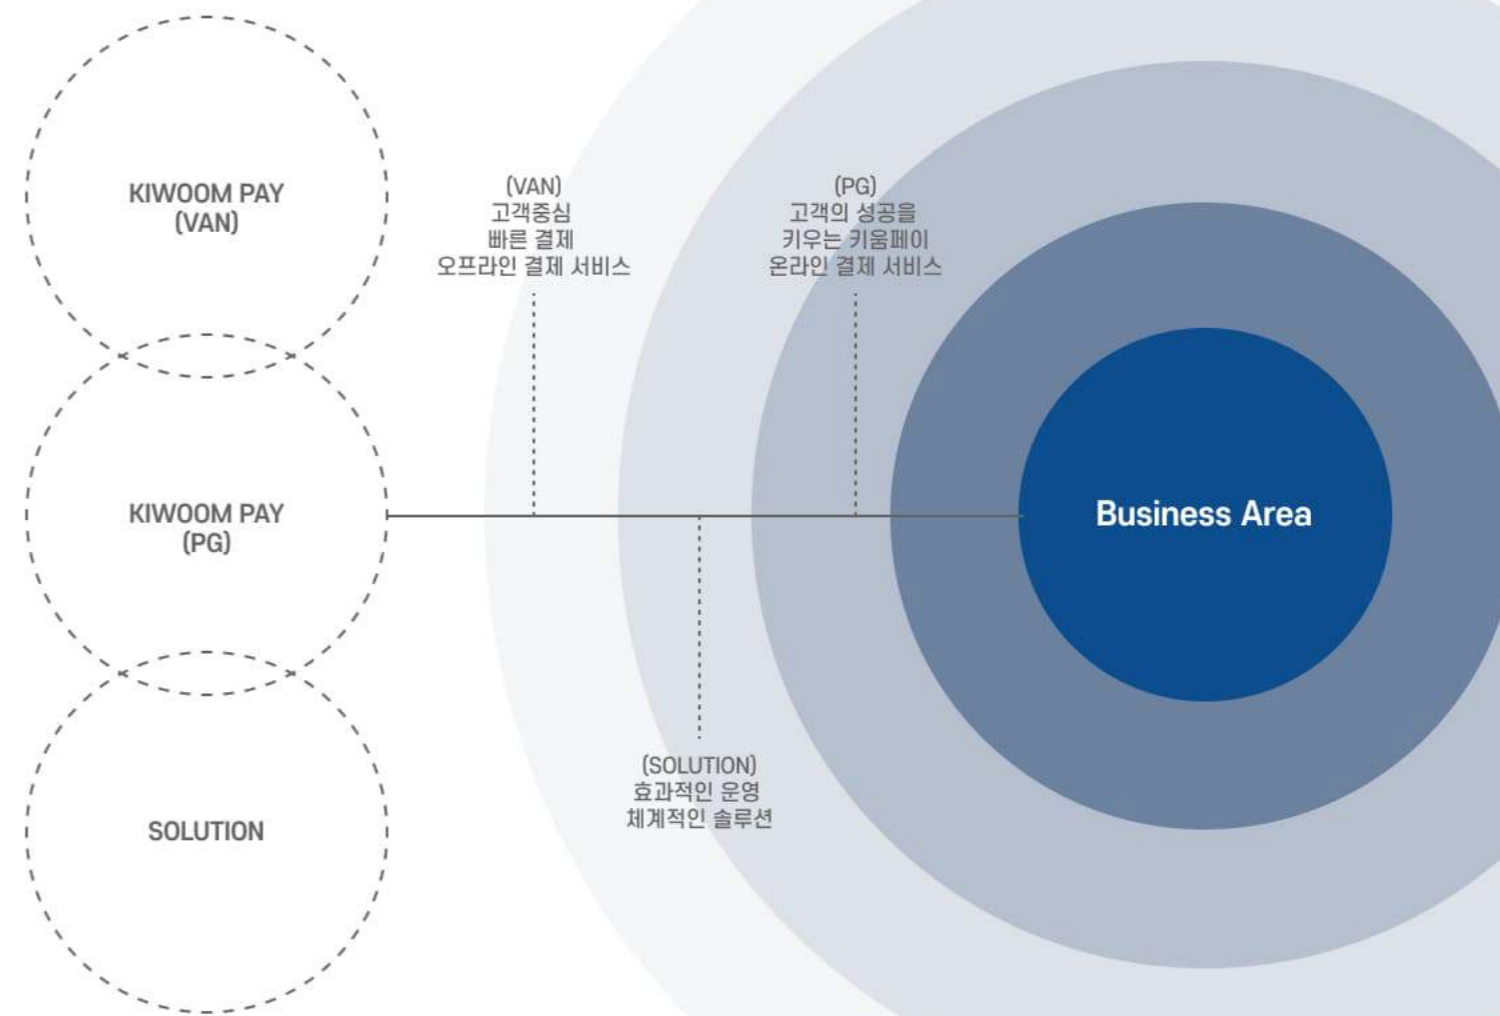 KIWOOM PAY
(VAN)
KIWOOM PAY
(PG)
SOLUTION
(VAN)
고객중심
빠른 결제
오프라인 결제 서비스
(PG)
고객의 성공을
키우는 키움페이
온라인 결제 서비스
(SOLUTION)
효과적인 운영
체계적인 솔루션
Business Area